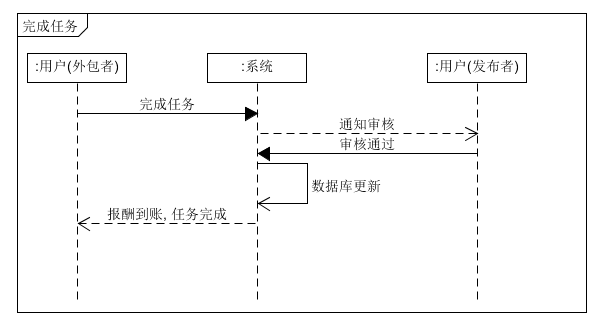 完成任务
:用户(外包者)
:系统
:用户(发布者)
完成任务
通知审核
审核通过
数据库更新
报酬到账, 任务完成